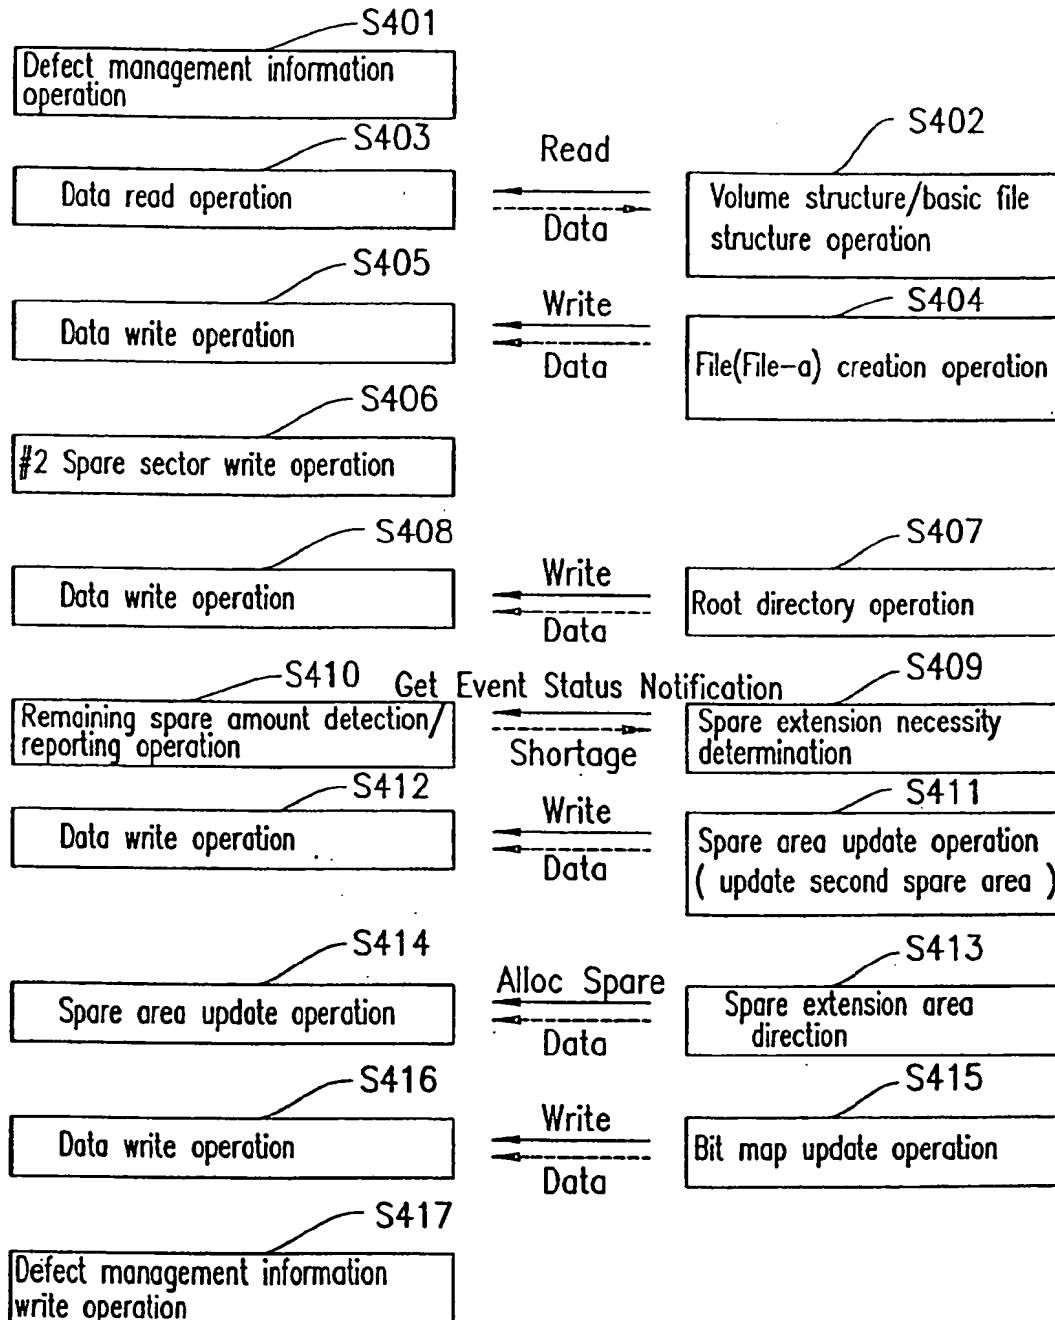 S401
Defect management information
operation
S403
Data read operation
Read
Data
S402
Volume structure/basic file
structure operation
S405
Data write operation
Write
Data
S404
File(File-a) creation operation
S406
#2 Spare sector write operation
S408
Data write operation
Write
Data
S407
Root directory operation
S410
Remaining spare amount detection/
reporting operation
Get Event Status Notification
Shortage
S409
Spare extension necessity
determination
S412
Data write operation
Write
Data
S411
Spare area update operation
( update second spare area )
S414
Spare area update operation
Alloc Spare
Data
S413
Spare extension area
direction
S416
Data write operation
Write
Data
S415
Bit map update operation
S417
Defect management information
write operation